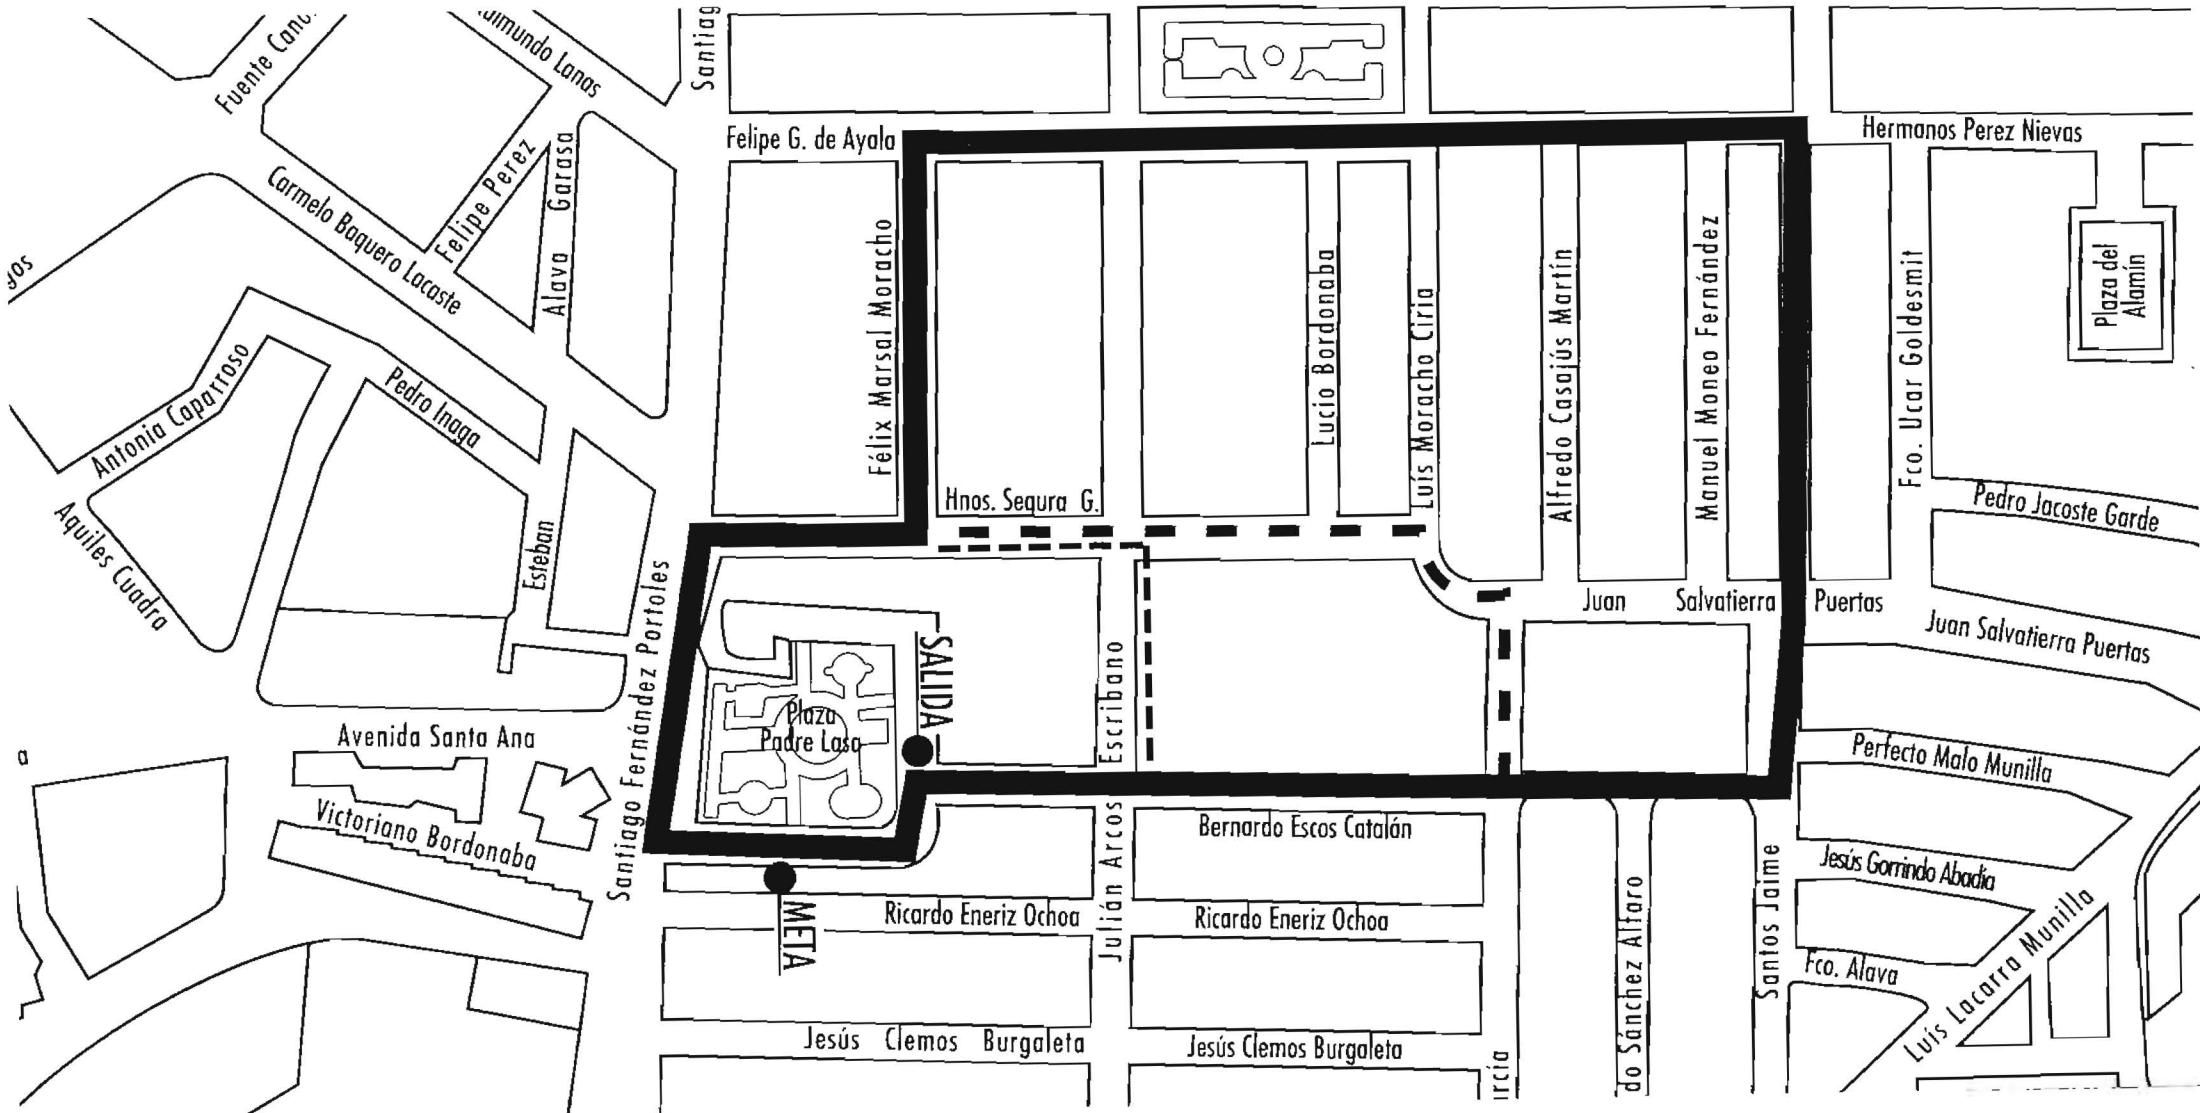 Fuente Cano
aimundo Lanas
Santiag
Felipe G. de Ayala
Hermanos Perez Nievas
Felipe Perez
Alava Garasa
Carmelo Baquero Lacaste
gos
Félix Marsal Moracho
Lucio Bordonaba
Luís Moracho Ciria
Alfredo Casajús Martín
Manuel Moneo Fernández
Fco. Ucar Goldesmit
Plaza del
Alamín
Antonia Caparroso
Pedro Inaga
Hnos. Segura G.
Pedro Jacoste Garde
Aquiles Cuadra
Esteban
Santiago Fernández Portoles
Juan Salvatierra Puertas
Juan Salvatierra Puertas
SALIDA
Julián Arcos Escribano
Plaza
Padre Lasa
Avenida Santa Ana
a
Perfecto Malo Munilla
Victoriano Bordonaba
Bernardo Escos Catalán
Jesús Gorrindo Abadía
META
Ricardo Eneriz Ochoa
Ricardo Eneriz Ochoa
do Sánchez Alfaro
Santos Jaime
Fco. Alava
Luís Lacarra Munilla
Jesús Clemos Burgaleta
Jesús Clemos Burgaleta
rcía